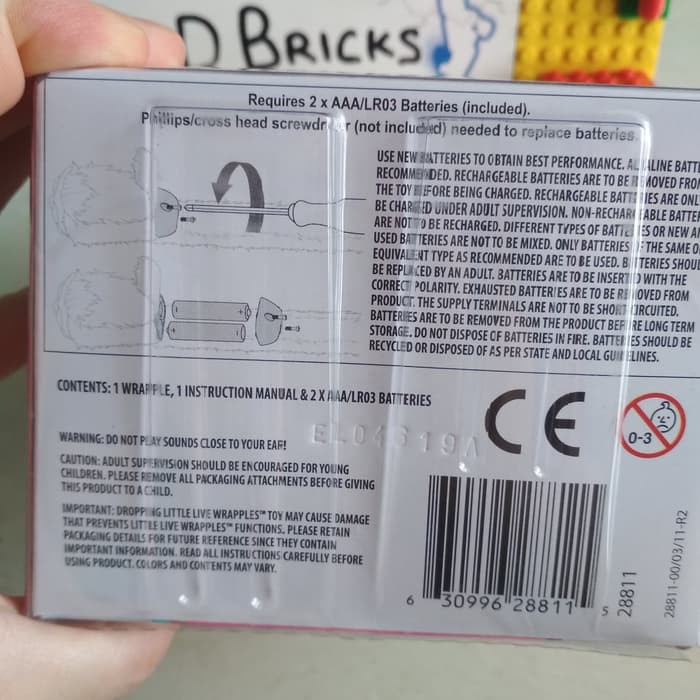 D BRICKS
Requires 2 x AAA/LR03 Batteries (included).
Phillips/cross head screwdriver (not included) needed to replace batteries.
USE NEW BATTERIES TO OBTAIN BEST PERFORMANCE. ALKALINE BATT
RECOMMENDED. RECHARGEABLE BATTERIES ARE TO BE REMOVED FROM
THE TOY BEFORE BEING CHARGED. RECHARGEABLE BATTERIES ARE ONL
BE CHARGED UNDER ADULT SUPERVISION. NON-RECHARGEABLE BATTE
ARE NOT TO BE RECHARGED. DIFFERENT TYPES OF BATTERIES OR NEW A
USED BATTERIES ARE NOT TO BE MIXED. ONLY BATTERIES OF THE SAME O
EQUIVALENT TYPE AS RECOMMENDED ARE TO BE USED. BATTERIES SHOUL
BE REPLACED BY AN ADULT. BATTERIES ARE TO BE INSERTED WITH THE
CORRECT POLARITY. EXHAUSTED BATTERIES ARE TO BE REMOVED FROM
PRODUCT. THE SUPPLY TERMINALS ARE NOT TO BE SHORT-CIRCUITED.
BATTERIES ARE TO BE REMOVED FROM THE PRODUCT BEFORE LONG TERM
STORAGE. DO NOT DISPOSE OF BATTERIES IN FIRE. BATTERIES SHOULD BE
RECYCLED OR DISPOSED OF AS PER STATE AND LOCAL GUIDELINES.
CONTENTS: 1 WRAPPLE, 1 INSTRUCTION MANUAL & 2 X AAA/LR03 BATTERIES
WARNING: DO NOT PLAY SOUNDS CLOSE TO YOUR EAR!
EL04619A
CE
0-3
CAUTION: ADULT SUPERVISION SHOULD BE ENCOURAGED FOR YOUNG
CHILDREN. PLEASE REMOVE ALL PACKAGING ATTACHMENTS BEFORE GIVING
THIS PRODUCT TO A CHILD.
IMPORTANT: DROPPING LITTLE LIVE WRAPPLES™ TOY MAY CAUSE DAMAGE
THAT PREVENTS LITTLE LIVE WRAPPLES™ FUNCTIONS. PLEASE RETAIN
PACKAGING DETAILS FOR FUTURE REFERENCE SINCE THEY CONTAIN
IMPORTANT INFORMATION. READ ALL INSTRUCTIONS CAREFULLY BEFORE
USING PRODUCT. COLORS AND CONTENTS MAY VARY.
6 30996 28811 5
28811
28811-00/03/11-R2